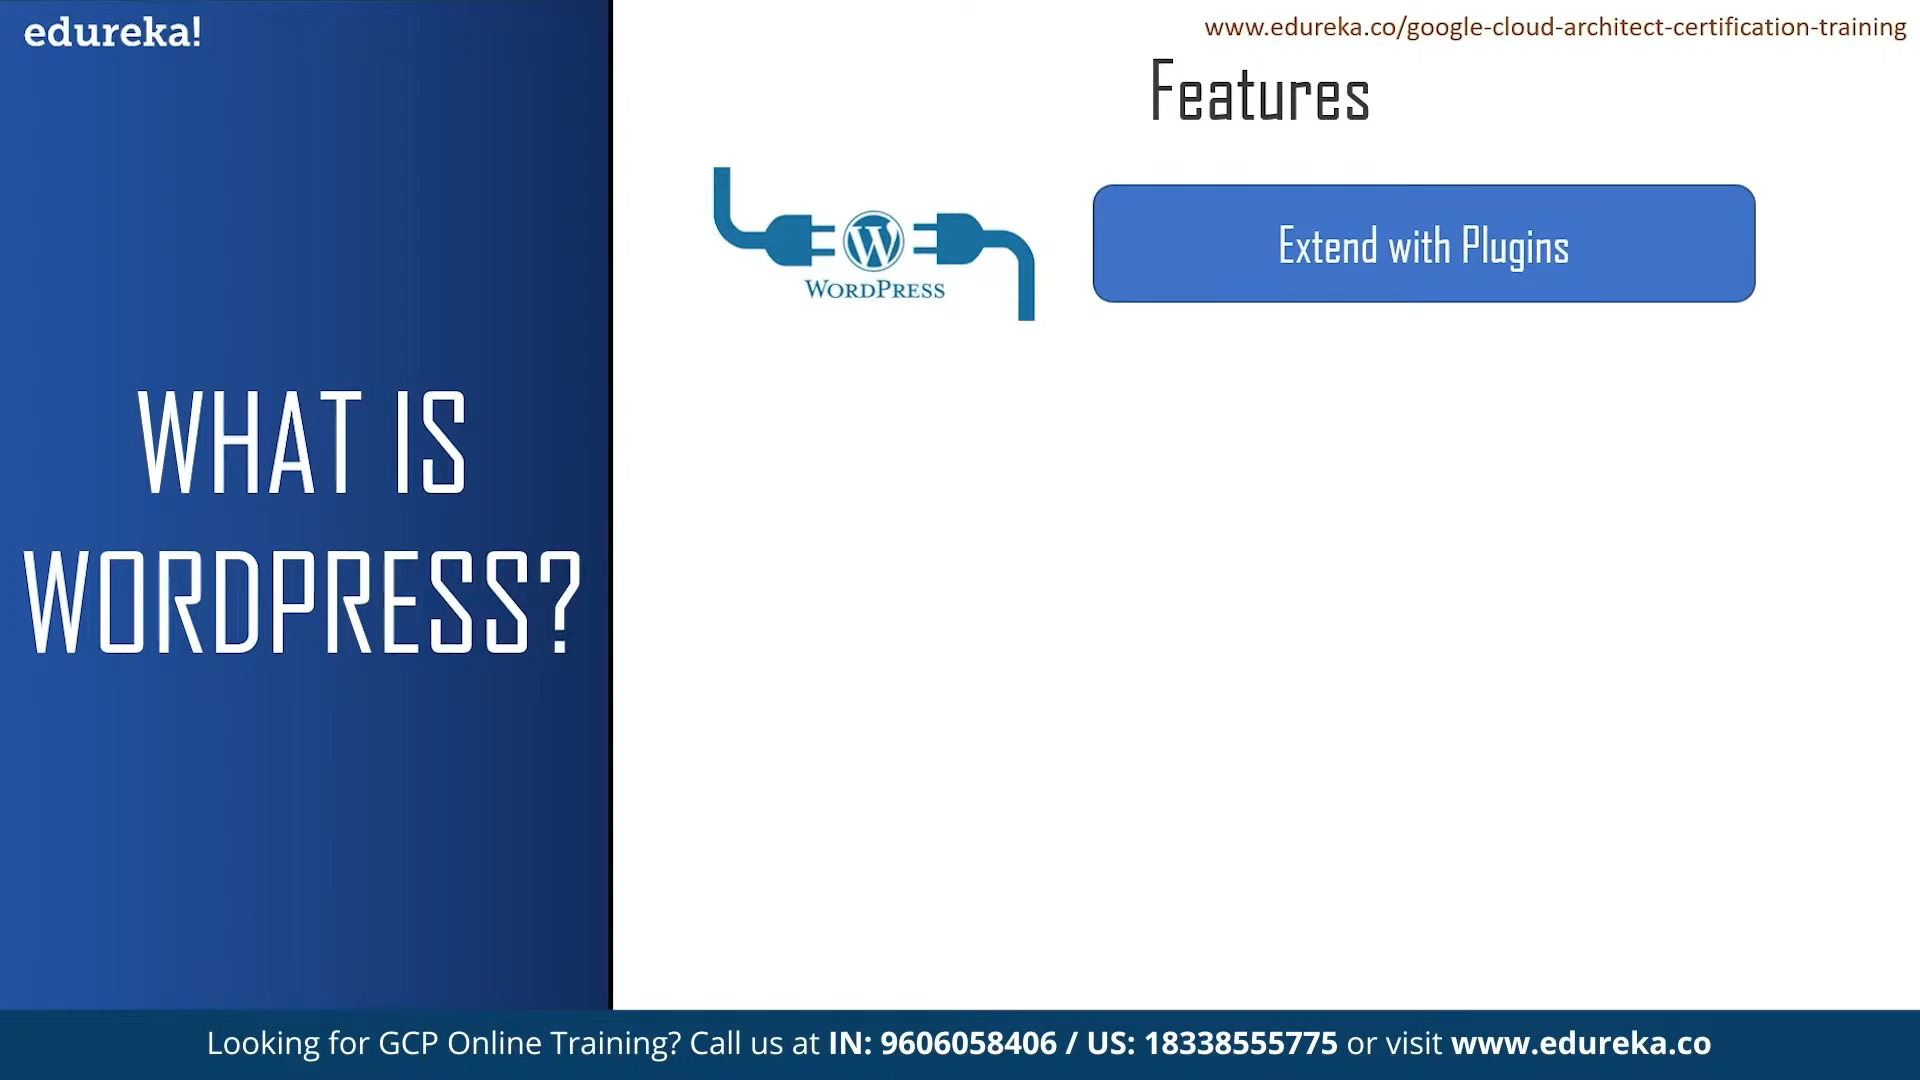 edureka!
www.edureka.co/google-cloud-architect-certification-training
Features
WORDPRESS
Extend with Plugins
WHAT IS
WORDPRESS?
Looking for GCP Online Training? Call us at IN: 9606058406 / US: 18338555775 or visit www.edureka.co